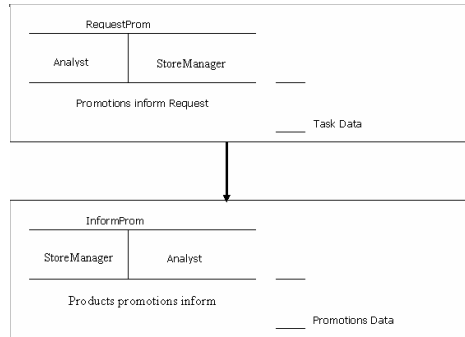 RequestProm
Analyst
StoreManager
Promotions inform Request
Task Data
InformProm
StoreManager
Analyst
Products promotions inform
Promotions Data